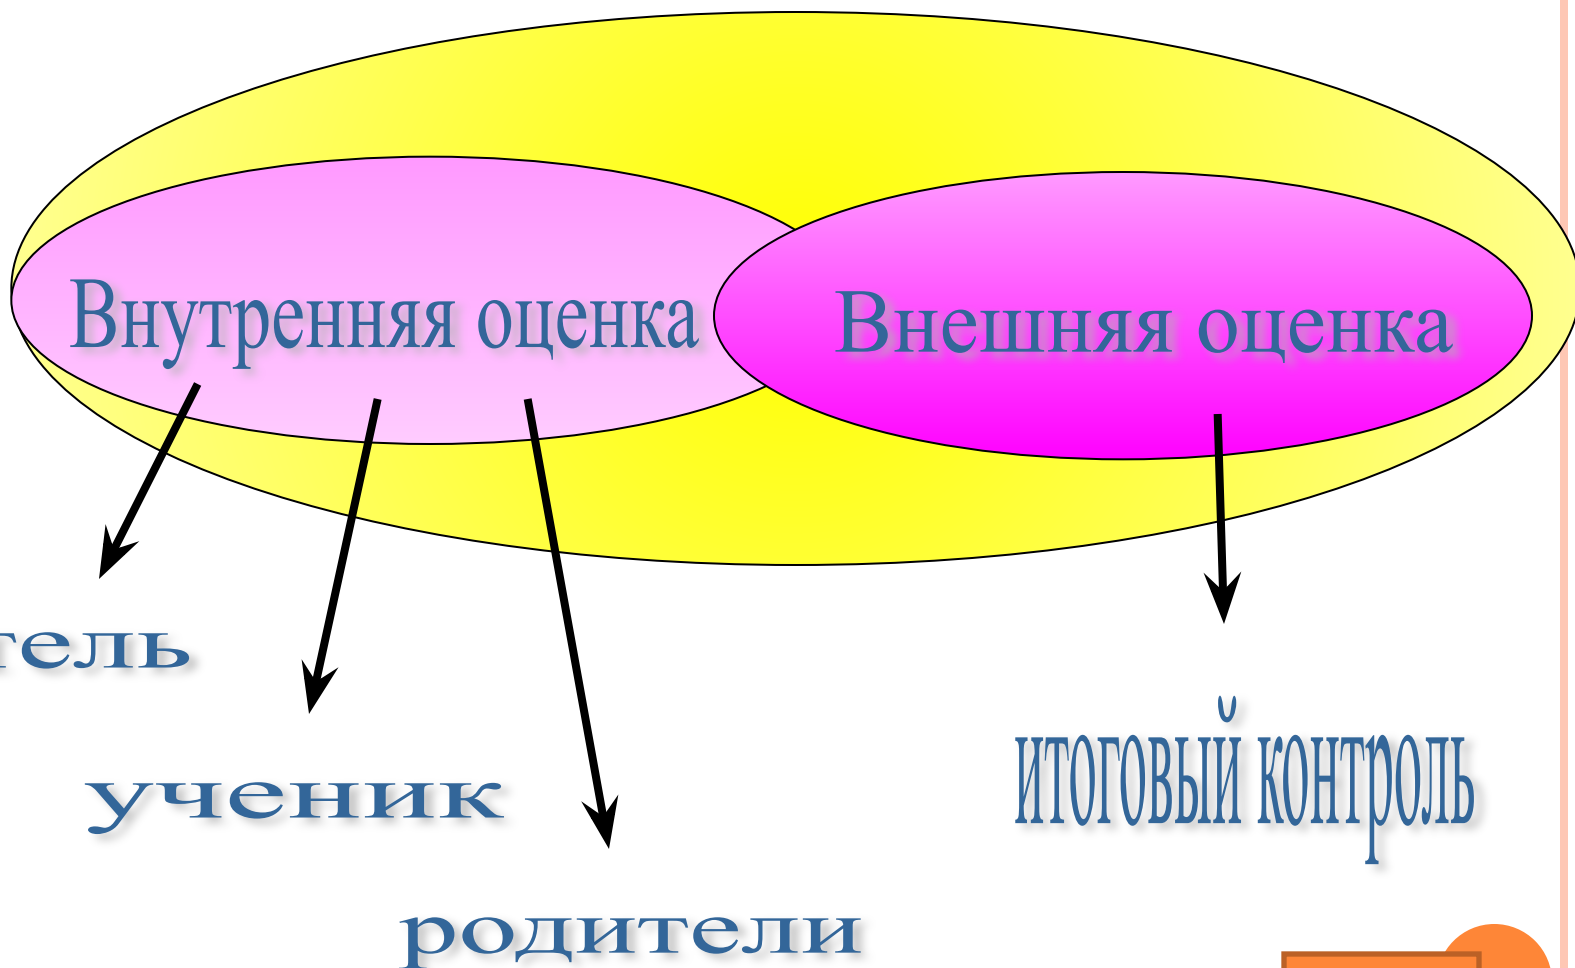 Внутренняя оценка
Внешняя оценка
тель
ученик
итоговый контроль
родители